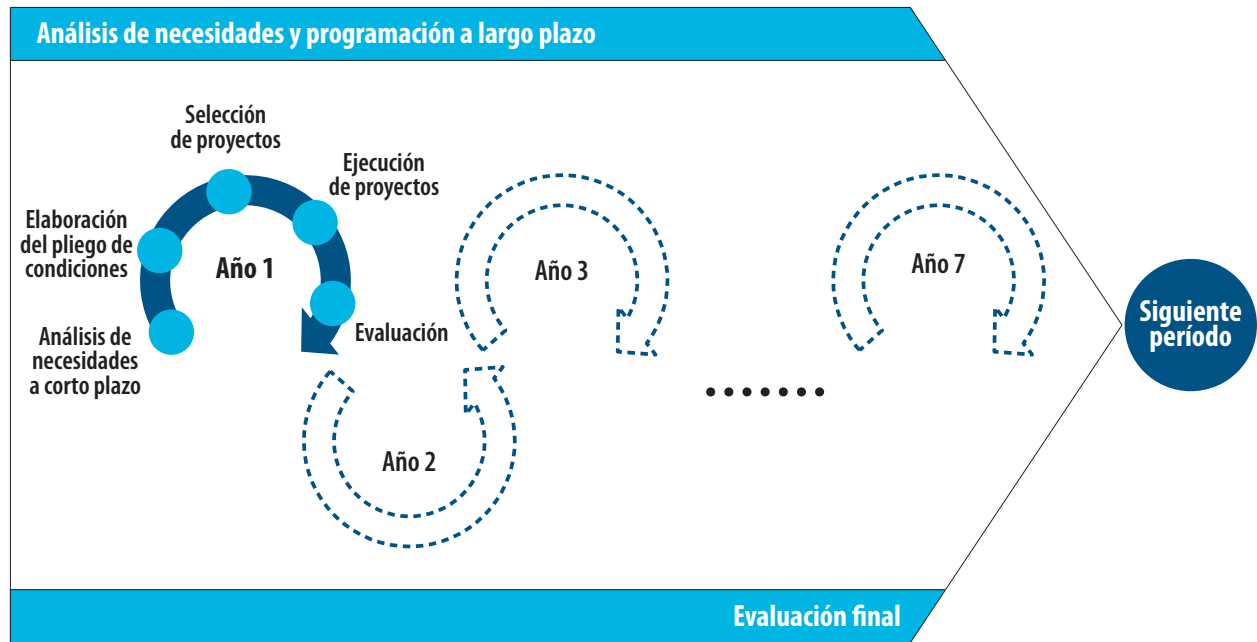 Análisis de necesidades y programación a largo plazo
Selección
de proyectos
Ejecución
de proyectos
Elaboración
del pliego de
condiciones
Año 1
Análisis de
necesidades
a corto plazo
Evaluación
Año 2
Año 3
Año 7
Siguiente
período
Evaluación final